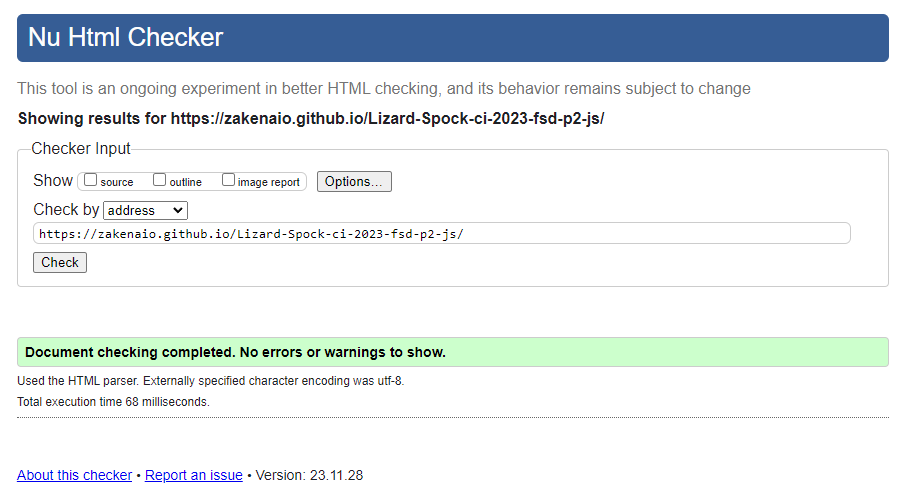 Nu Html Checker
This tool is an ongoing experiment in better HTML checking, and its behavior remains subject to change
Showing results for https://zakenaio.github.io/Lizard-Spock-ci-2023-fsd-p2-js/
Checker Input
Show source outline image report Options...
Check by address
https://zakenaio.github.io/Lizard-Spock-ci-2023-fsd-p2-js/
Check
Document checking completed. No errors or warnings to show.
Used the HTML parser. Externally specified character encoding was utf-8.
Total execution time 68 milliseconds.
About this checker • Report an issue • Version: 23.11.28